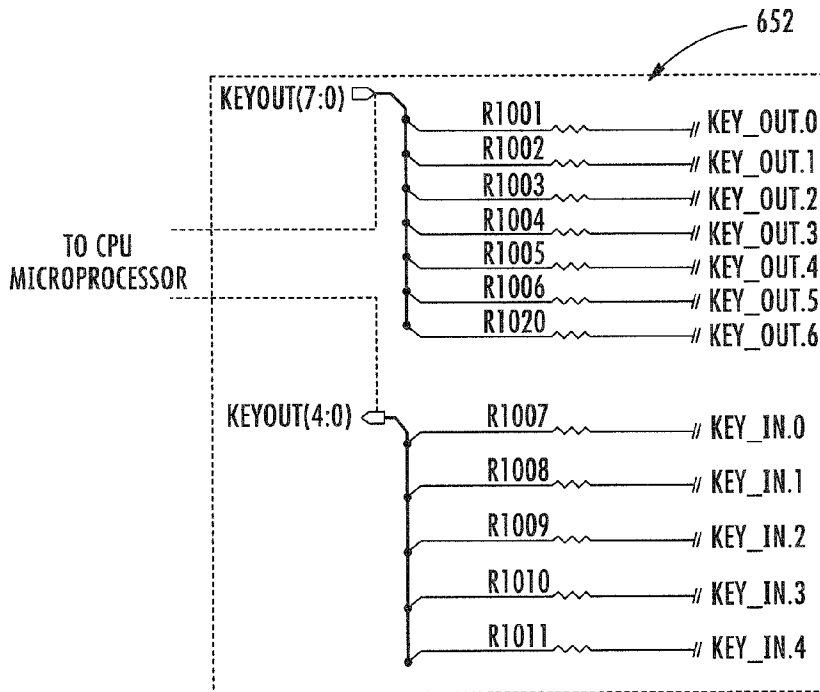 652
KEYOUT(7:0)
R1001 KEY_OUT.0
R1002 KEY_OUT.1
R1003 KEY_OUT.2
R1004 KEY_OUT.3
R1005 KEY_OUT.4
R1006 KEY_OUT.5
R1020 KEY_OUT.6
TO CPU
MICROPROCESSOR
KEYOUT(4:0)
R1007 KEY_IN.0
R1008 KEY_IN.1
R1009 KEY_IN.2
R1010 KEY_IN.3
R1011 KEY_IN.4